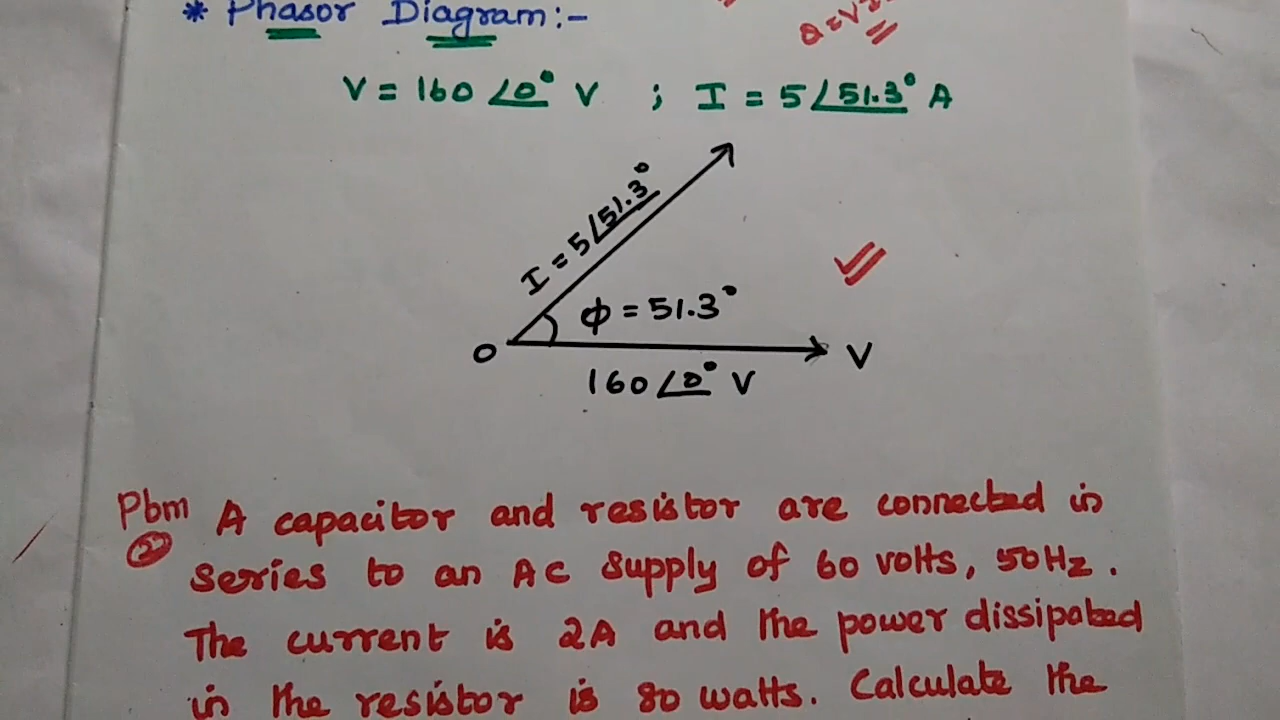 * Phasor Diagram:-
V = 160 ∠0° V ; I = 5∠51.3° A
I = 5∠51.3°
ϕ = 51.3°
O
V
160∠0° V
Pbm A capacitor and resistor are connected in
② series to an AC supply of 60 volts, 50Hz.
The current is 2A and the power dissipated
in the resistor is 80 watts. Calculate the